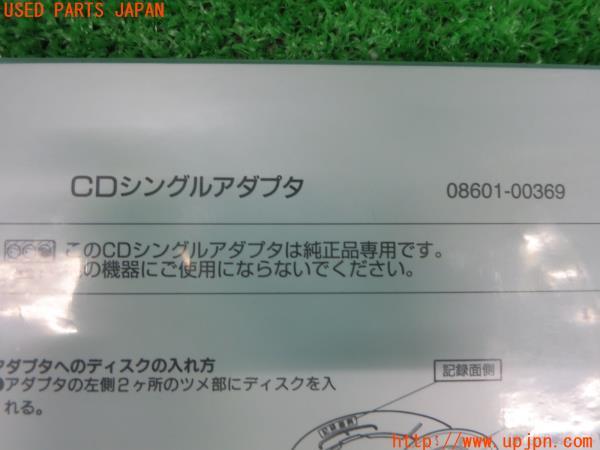 USED PARTS JAPAN
CDシングルアダプタ 08601-00369
このCDシングルアダプタは純正品専用です。
の機器にご使用にならないでください。
アダプタへのディスクの入れ方
●アダプタの左側2ヶ所のツメ部にディスクを入
れる。
記録面側
記録面側
http://www.upjpn.com/